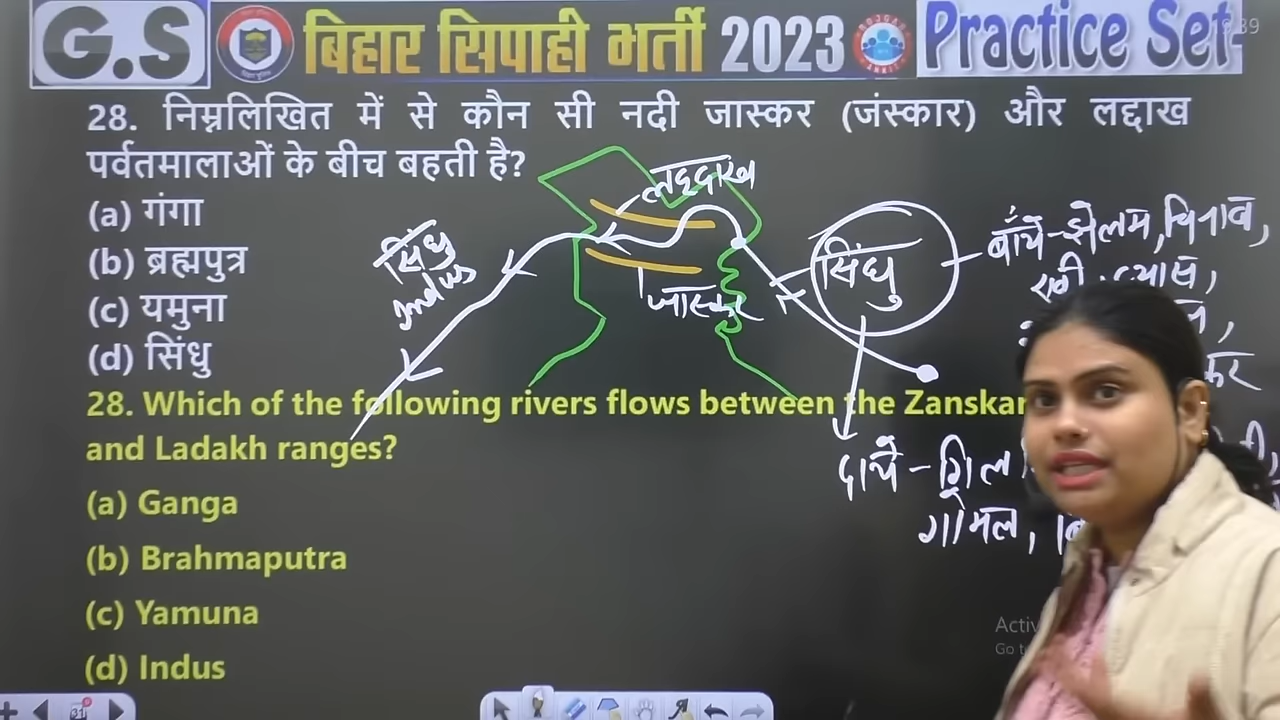 G.S
बिहार सिपाही भर्ती 2023
Practice Set-
28. निम्नलिखित में से कौन सी नदी जास्कर (जंस्कार) और लद्दाख
पर्वतमालाओं के बीच बहती है?
(a) गंगा
(b) ब्रह्मपुत्र
(c) यमुना
(d) सिंधु
लद्दाख
जास्कर
सिंधु
Indus
सिंधु
बाँये-झेलम, चिनाब,
दायें-
गोमल,
28. Which of the following rivers flows between the Zanskar
and Ladakh ranges?
(a) Ganga
(b) Brahmaputra
(c) Yamuna
(d) Indus